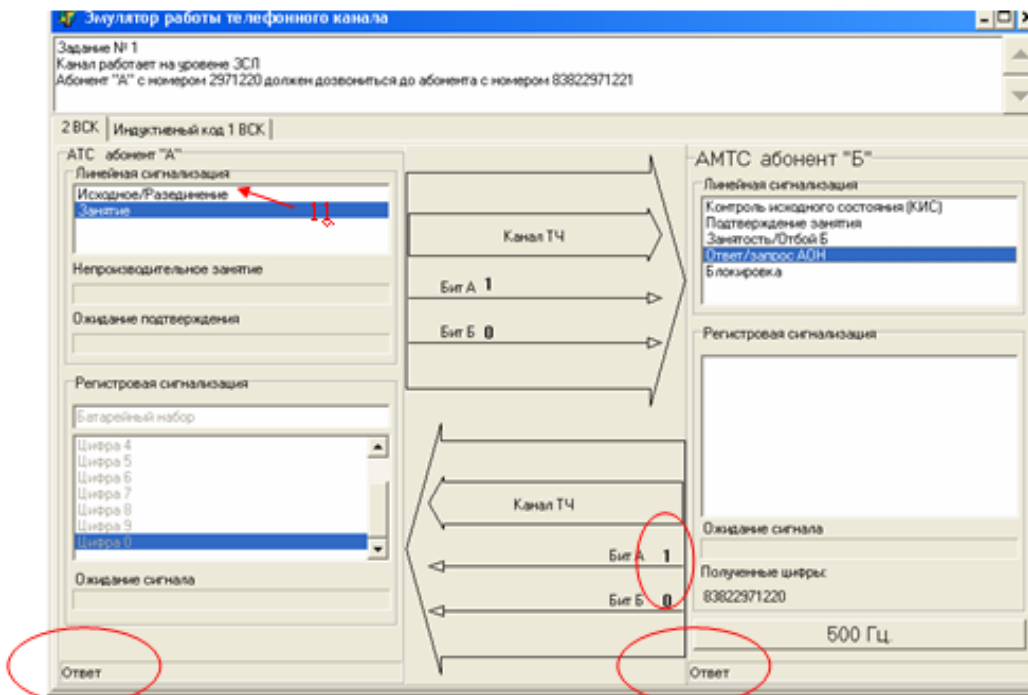 Эмулятор работы телефонного канала
Задание № 1
Канал работает на уровене ЗСЛ
Абонент "А" с номером 2971220 должен дозвониться до абонента с номером 83822971221
2 ВСК
Индуктивный код 1 ВСК
АТС абонент "А"
Линейная сигнализация
Исходное/Разединение
Занятие
11
Непроизводительное занятие
Ожидание подтверждения
Регистровая сигнализация
Батарейный набор
Цифра 4
Цифра 5
Цифра 6
Цифра 7
Цифра 8
Цифра 9
Цифра 0
Ожидание сигнала
Ответ
Канал ТЧ
Бит А 1
Бит Б 0
Канал ТЧ
Бит А 1
Бит Б 0
АМТС абонент "Б"
Линейная сигнализация
Контроль исходного состояния (КИС)
Подтверждение занятия
Занятость/Отбой Б
Ответ/запрос АОН
Блокировка
Регистровая сигнализация
Ожидание сигнала
Полученные цифры:
83822971220
500 Гц.
Ответ